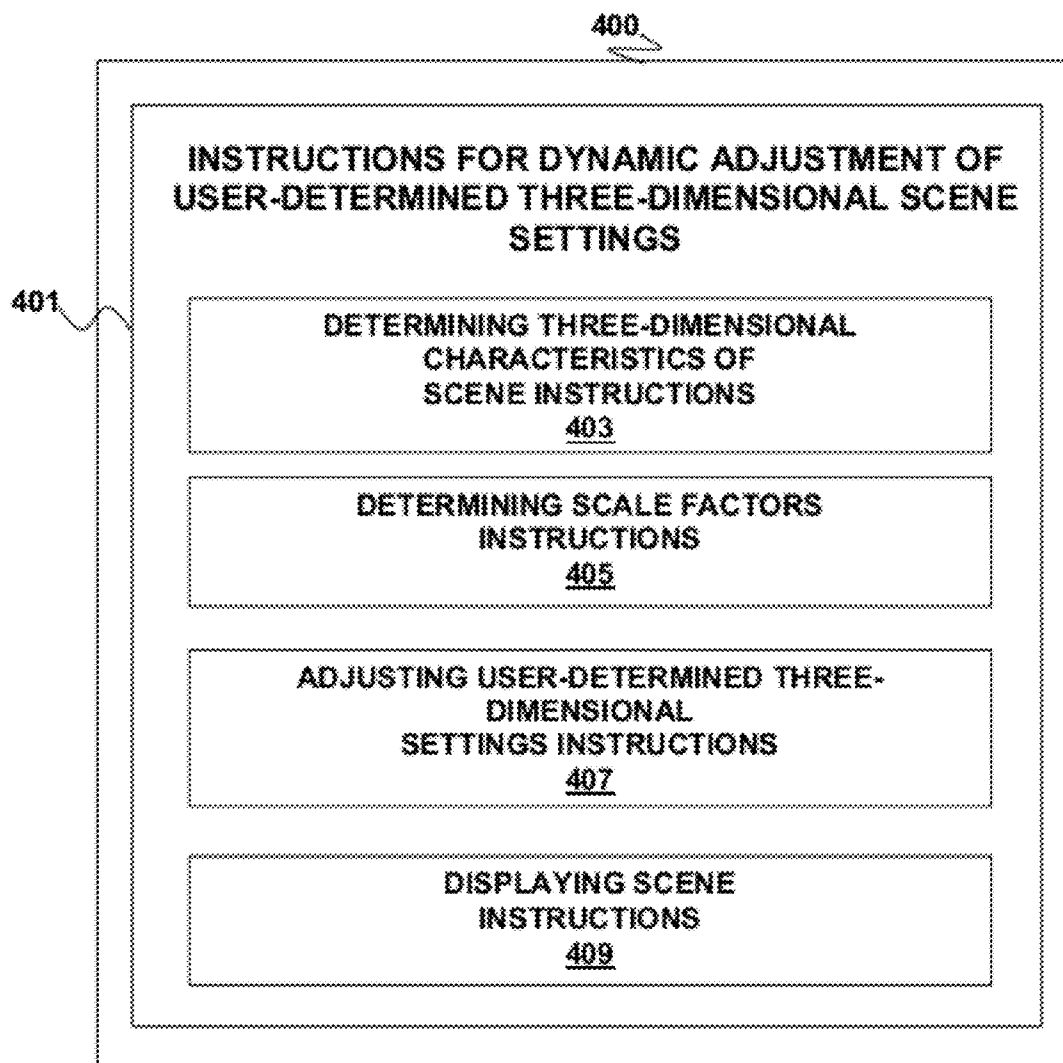 400
INSTRUCTIONS FOR DYNAMIC ADJUSTMENT OF
USER-DETERMINED THREE-DIMENSIONAL SCENE
SETTINGS
401
DETERMINING THREE-DIMENSIONAL
CHARACTERISTICS OF
SCENE INSTRUCTIONS
403
DETERMINING SCALE FACTORS
INSTRUCTIONS
405
ADJUSTING USER-DETERMINED THREE-
DIMENSIONAL
SETTINGS INSTRUCTIONS
407
DISPLAYING SCENE
INSTRUCTIONS
409